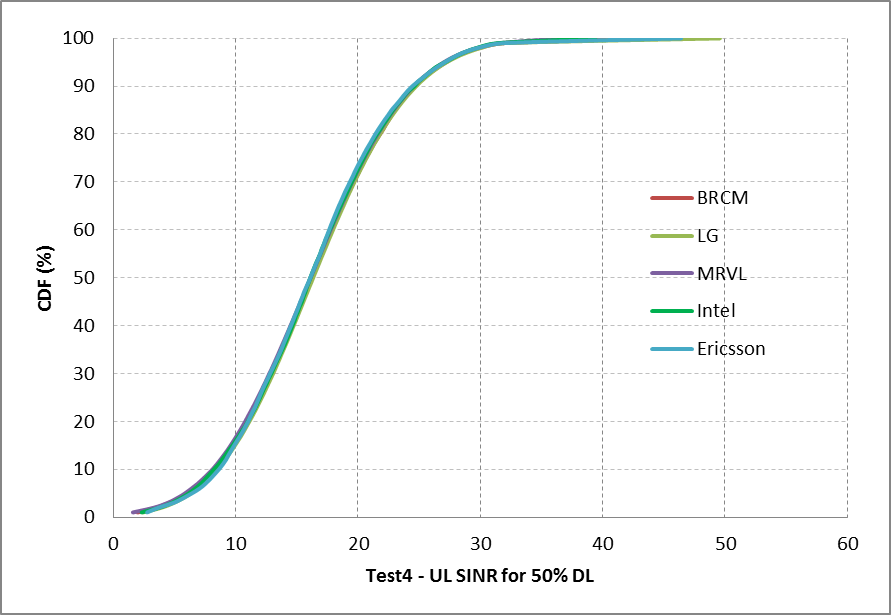 100
90
80
70
60
50
40
30
20
10
0
CDF (%)
BRCM
LG
MRVL
Intel
Ericsson
0 10 20 30 40 50 60
Test4 - UL SINR for 50% DL